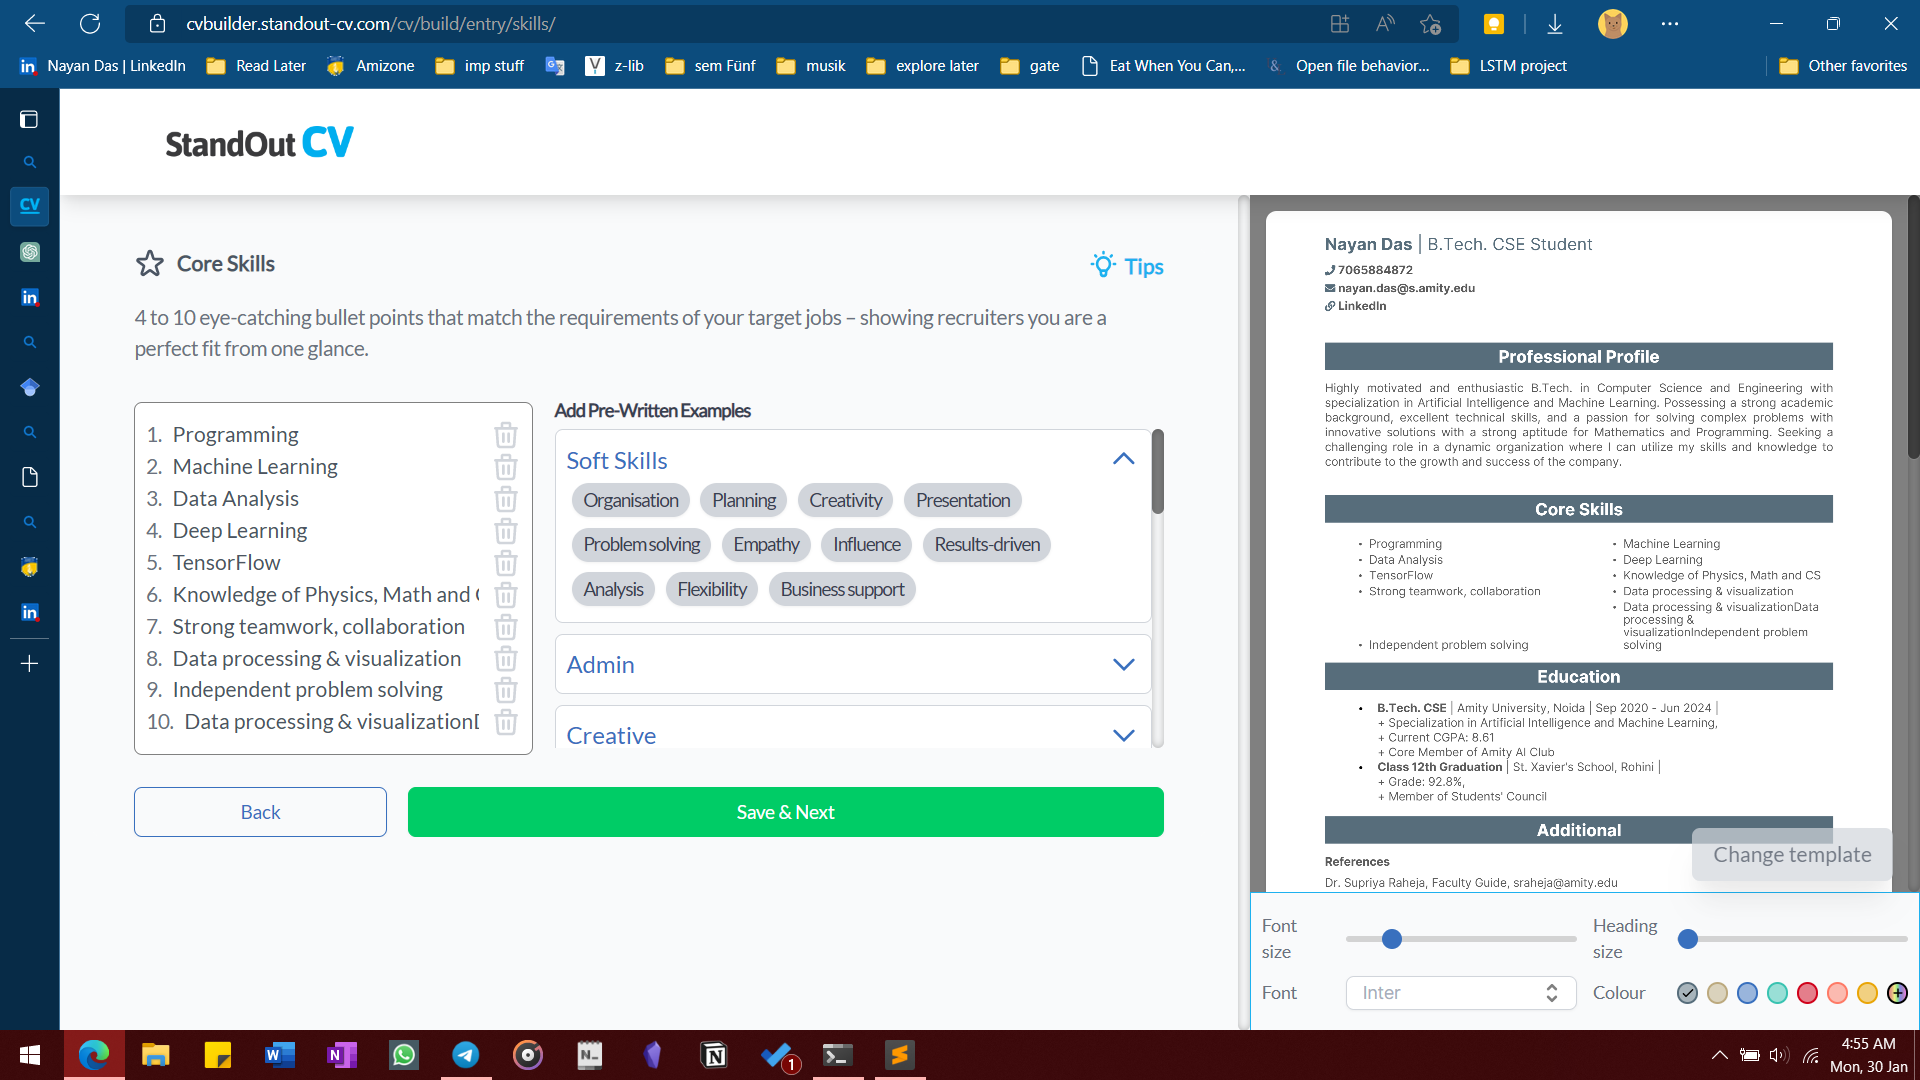 cvbuilder.standout-cv.com/cv/build/entry/skills/
Nayan Das | LinkedIn
Read Later
Amizone
imp stuff
z-lib
sem Fünf
musik
explore later
gate
Eat When You Can,...
Open file behavior...
LSTM project
Other favorites
StandOut CV
CV
Core Skills
Tips
4 to 10 eye-catching bullet points that match the requirements of your target jobs – showing recruiters you are a
perfect fit from one glance.
1. Programming
2. Machine Learning
3. Data Analysis
4. Deep Learning
5. TensorFlow
6. Knowledge of Physics, Math and
7. Strong teamwork, collaboration
8. Data processing & visualization
9. Independent problem solving
10. Data processing & visualization
Add Pre-Written Examples
Soft Skills
Organisation Planning Creativity Presentation
Problem solving Empathy Influence Results-driven
Analysis Flexibility Business support
Admin
Creative
Back
Save & Next
Nayan Das | B.Tech. CSE Student
7065884872
nayan.das@s.amity.edu
LinkedIn
Professional Profile
Highly motivated and enthusiastic B.Tech. in Computer Science and Engineering with
specialization in Artificial Intelligence and Machine Learning. Possessing a strong academic
background, excellent technical skills, and a passion for solving complex problems with
innovative solutions with a strong aptitude for Mathematics and Programming. Seeking a
challenging role in a dynamic organization where I can utilize my skills and knowledge to
contribute to the growth and success of the company.
Core Skills
• Programming
• Machine Learning
• Data Analysis
• Deep Learning
• TensorFlow
• Knowledge of Physics, Math and CS
• Strong teamwork, collaboration
• Data processing & visualization
• Data processing & visualizationData
processing &
visualizationIndependent problem
solving
• Independent problem solving
Education
• B.Tech. CSE | Amity University, Noida | Sep 2020 - Jun 2024 |
+ Specialization in Artificial Intelligence and Machine Learning,
+ Current CGPA: 8.61
+ Core Member of Amity AI Club
• Class 12th Graduation | St. Xavier's School, Rohini |
+ Grade: 92.8%,
+ Member of Students' Council
Additional
Change template
References
Dr. Supriya Raheja, Faculty Guide, sraheja@amity.edu
Font
size
Heading
size
Font
Inter
Colour
1
4:55 AM
Mon, 30 Jan